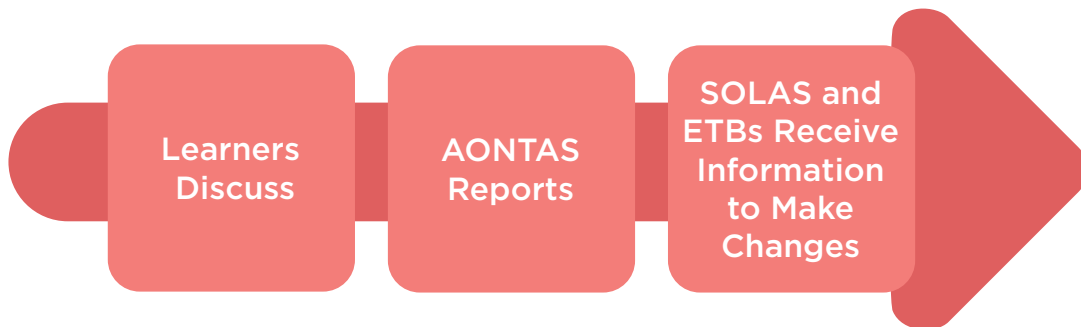 Learners
Discuss
AONTAS
Reports
SOLAS and
ETBs Receive
Information
to Make
Changes